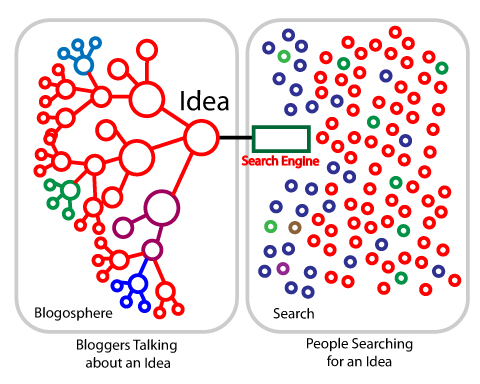 Idea
Search Engine
Blogosphere
Search
Bloggers Talking
about an Idea
People Searching
for an Idea